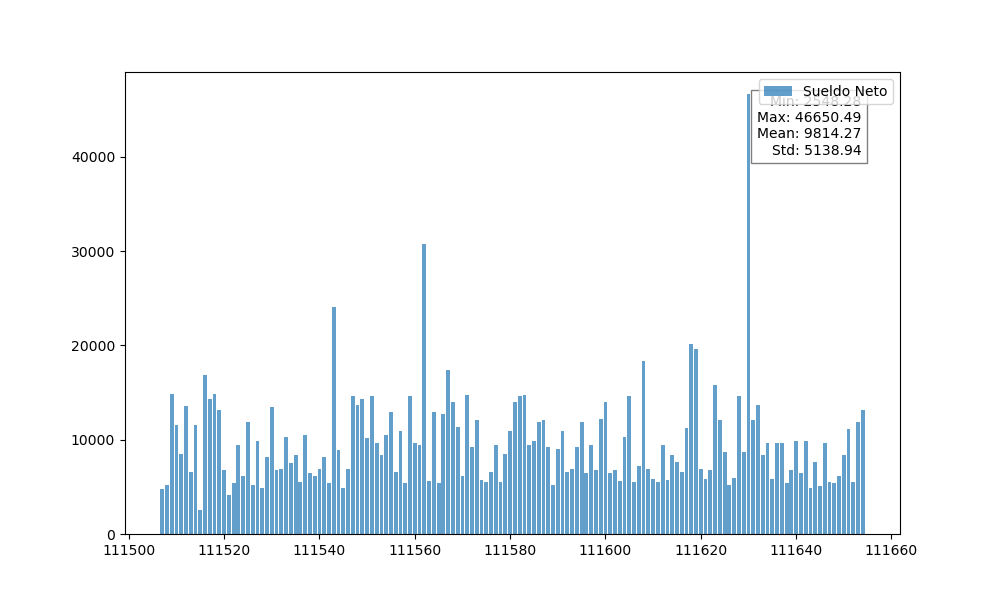 Sueldo Neto
Min: 2548.28
Max: 46650.49
Mean: 9814.27
Std: 5138.94
40000
30000
20000
10000
0
111500 111520 111540 111560 111580 111600 111620 111640 111660